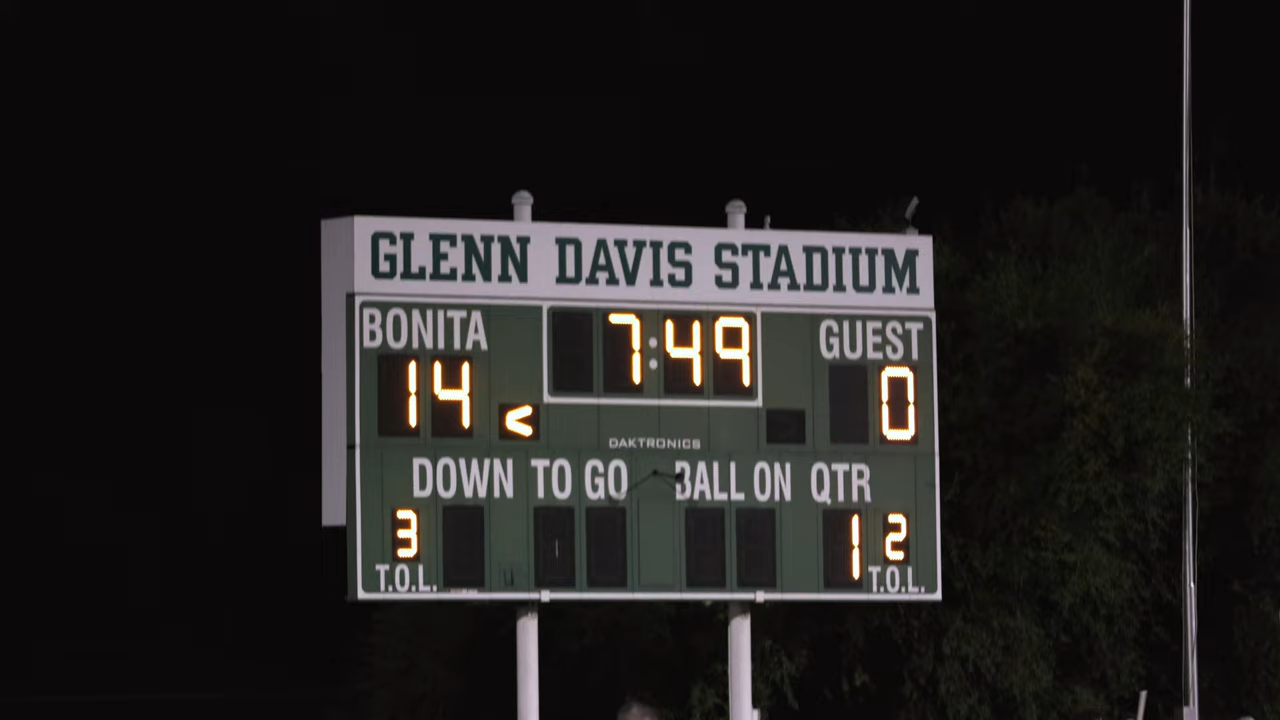 GLENN DAVIS STADIUM
BONITA 7:49 GUEST
14 < 0
DAKTRONICS
DOWN TO GO BALL ON QTR
3 1 2
T.O.L. T.O.L.